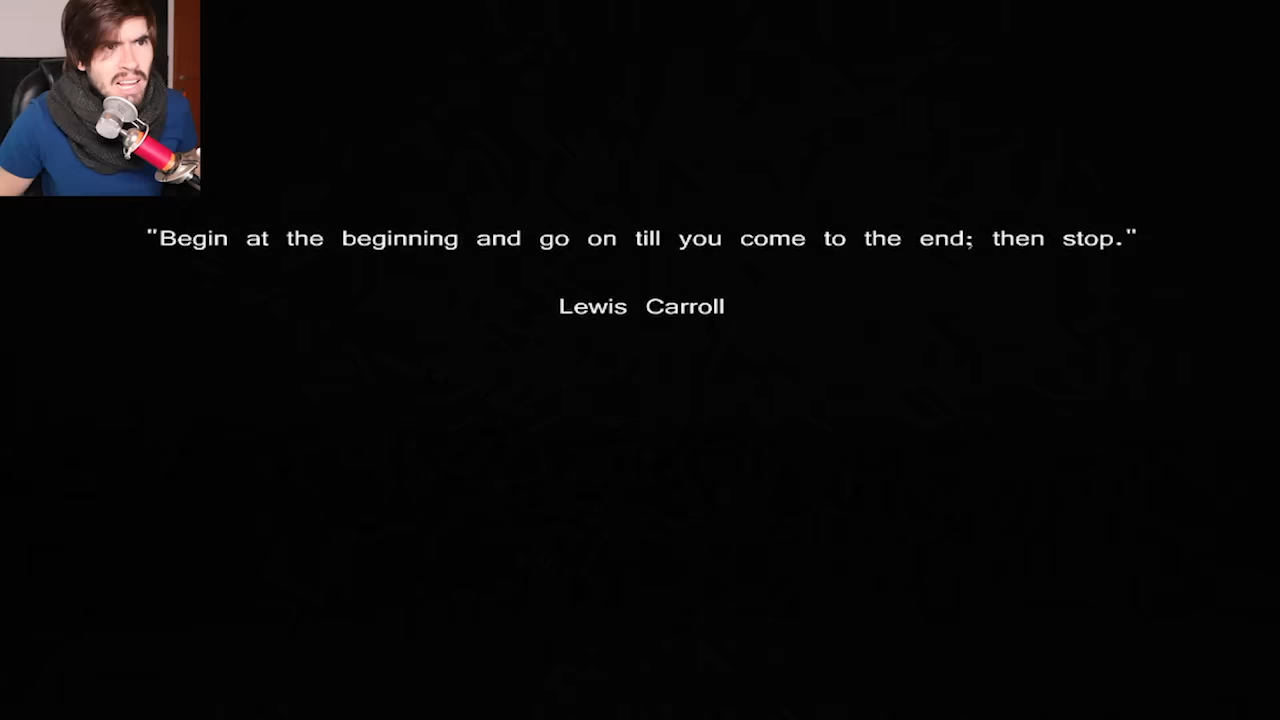 "Begin at the beginning and go on till you come to the end; then stop."
Lewis Carroll